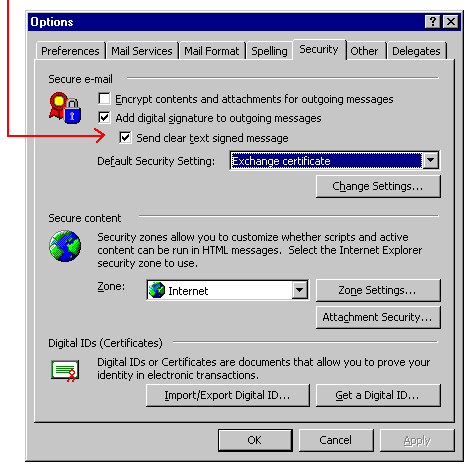 Options
Preferences Mail Services Mail Format Spelling Security Other Delegates
Secure e-mail
Encrypt contents and attachments for outgoing messages
Add digital signature to outgoing messages
Send clear text signed message
Default Security Setting: Exchange certificate
Change Settings...
Secure content
Security zones allow you to customize whether scripts and active
content can be run in HTML messages. Select the Internet Explorer
security zone to use.
Zone: Internet Zone Settings...
Attachment Security...
Digital IDs (Certificates)
Digital IDs or Certificates are documents that allow you to prove your
identity in electronic transactions.
Import/Export Digital ID... Get a Digital ID...
OK Cancel Apply